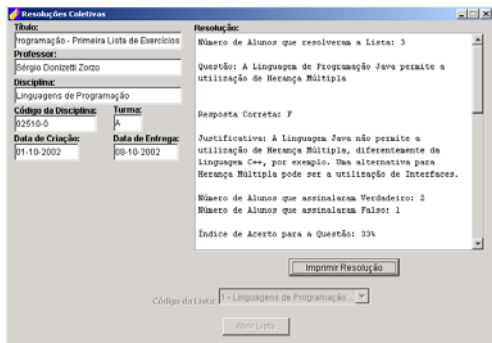 Resoluções Coletivas
Título:
Programação - Primeira Lista de Exercícios
Professor:
Sérgio Donizetti Zorzo
Disciplina:
Linguagens de Programação
Código da Disciplina: Turma:
02510-0 A
Data de Criação: Data de Entrega:
01-10-2002 08-10-2002
Resolução:
Número de Alunos que resolveram a Lista: 3
Questão: A Linguagem de Programação Java permite a
utilização de Herança Múltipla
Resposta Correta: F
Justificativa: A Linguagem Java não permite a
utilização de Herança Múltipla, diferentemente da
Linguagem C++, por exemplo. Uma alternativa para
Herança Múltipla pode ser a utilização de Interfaces.
Número de Alunos que assinalaram Verdadeiro: 2
Número de Alunos que assinalaram Falso: 1
Índice de Acerto para a Questão: 33%
Imprimir Resolução
Código da Lista: 1 - Linguagens de Programação ...
Abrir Lista